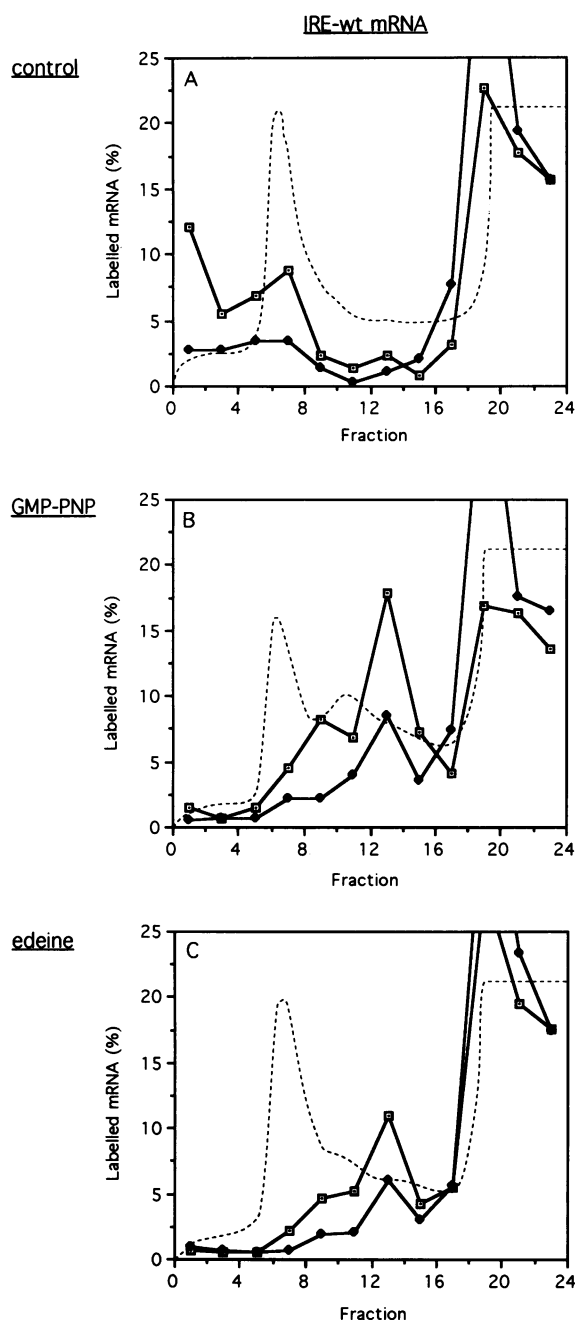 IRE-wt mRNA
control
A
Labelled mRNA (%)
25
20
15
10
5
0
0 4 8 12 16 20 24
Fraction
GMP-PNP
B
Labelled mRNA (%)
25
20
15
10
5
0
0 4 8 12 16 20 24
Fraction
edeine
C
Labelled mRNA (%)
25
20
15
10
5
0
0 4 8 12 16 20 24
Fraction